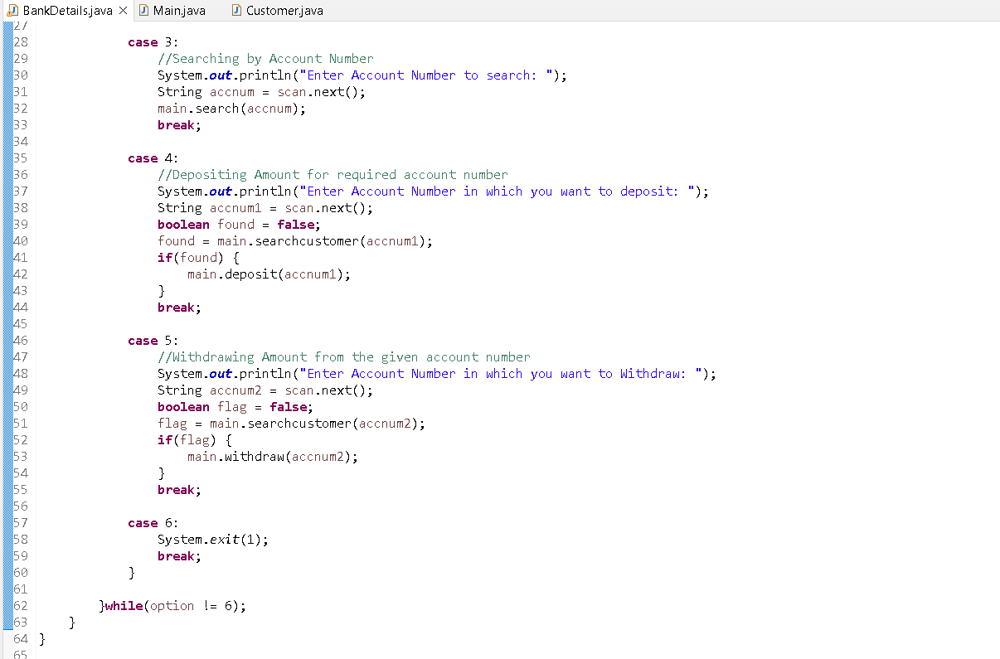 BankDetails.java Main.java Customer.java
27
28 case 3:
29 //Searching by Account Number
30 System.out.println("Enter Account Number to search: ");
31 String accnum = scan.next();
32 main.search(accnum);
33 break;
34
35 case 4:
36 //Depositing Amount for required account number
37 System.out.println("Enter Account Number in which you want to deposit: ");
38 String accnum1 = scan.next();
39 boolean found = false;
40 found = main.searchcustomer(accnum1);
41 if(found) {
42 main.deposit(accnum1);
43 }
44 break;
45
46 case 5:
47 //Withdrawing Amount from the given account number
48 System.out.println("Enter Account Number in which you want to Withdraw: ");
49 String accnum2 = scan.next();
50 boolean flag = false;
51 flag = main.searchcustomer(accnum2);
52 if(flag) {
53 main.withdraw(accnum2);
54 }
55 break;
56
57 case 6:
58 System.exit(1);
59 break;
60 }
61
62 }while(option != 6);
63 }
64 }
65